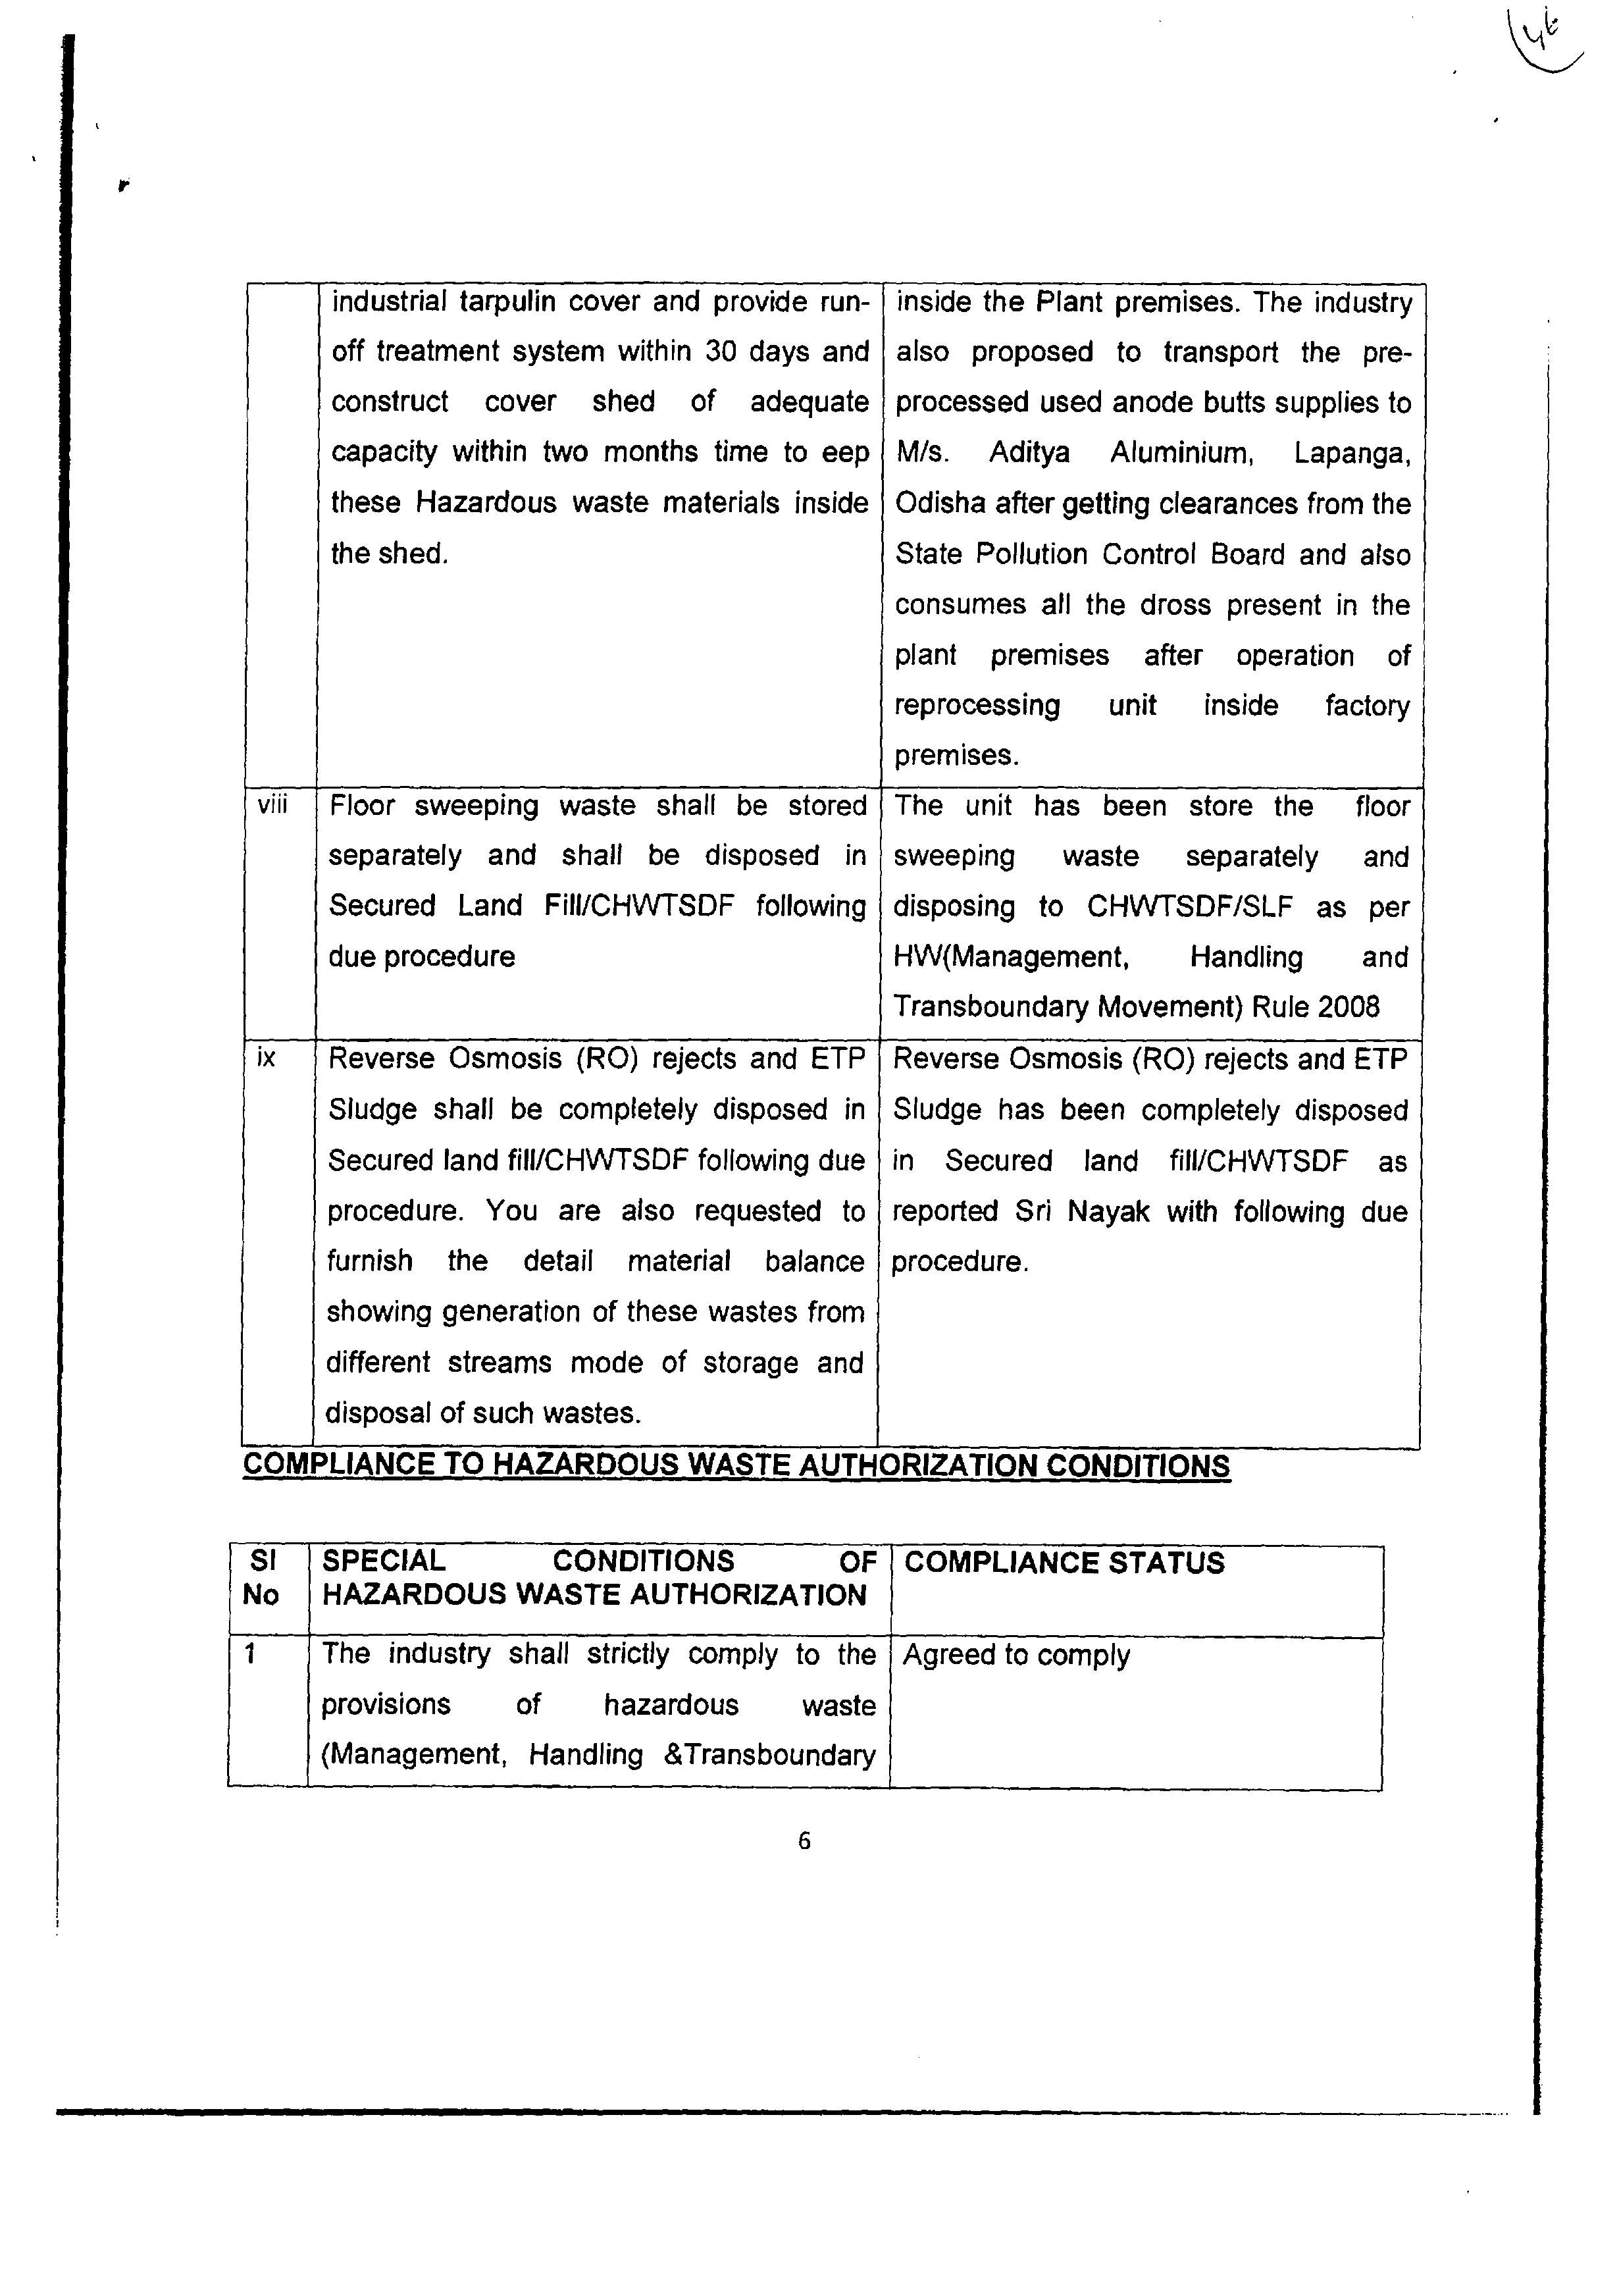 46
industrial tarpulin cover and provide run-
off treatment system within 30 days and
construct cover shed of adequate
capacity within two months time to eep
these Hazardous waste materials inside
the shed.
inside the Plant premises. The industry
also proposed to transport the pre-
processed used anode butts supplies to
M/s. Aditya Aluminium, Lapanga,
Odisha after getting clearances from the
State Pollution Control Board and also
consumes all the dross present in the
plant premises after operation of
reprocessing unit inside factory
premises.
viii
Floor sweeping waste shall be stored
separately and shall be disposed in
Secured Land Fill/CHWTSDF following
due procedure
The unit has been store the floor
sweeping waste separately and
disposing to CHWTSDF/SLF as per
HW(Management, Handling and
Transboundary Movement) Rule 2008
ix
Reverse Osmosis (RO) rejects and ETP
Sludge shall be completely disposed in
Secured land fill/CHWTSDF following due
procedure. You are also requested to
furnish the detail material balance
showing generation of these wastes from
different streams mode of storage and
disposal of such wastes.
Reverse Osmosis (RO) rejects and ETP
Sludge has been completely disposed
in Secured land fill/CHWTSDF as
reported Sri Nayak with following due
procedure.
COMPLIANCE TO HAZARDOUS WASTE AUTHORIZATION CONDITIONS
Sl
No
SPECIAL CONDITIONS OF
HAZARDOUS WASTE AUTHORIZATION
COMPLIANCE STATUS
1
The industry shall strictly comply to the
provisions of hazardous waste
(Management, Handling &Transboundary
Agreed to comply
6